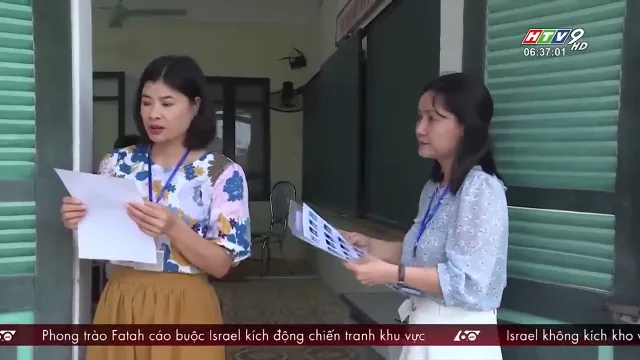 HTV9 HD
06:37:01
Phong trào Fatah cáo buộc Israel kích động chiến tranh khu vực
60 Israel không kích kho v